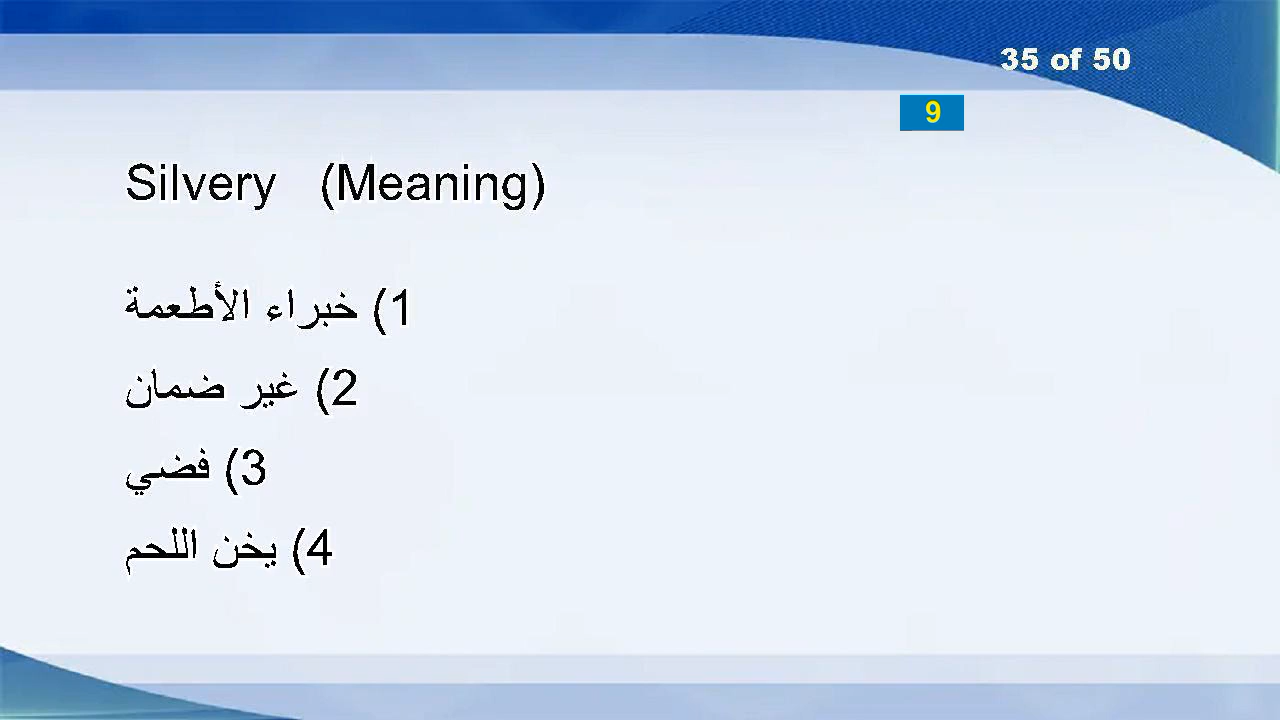 35 of 50
9
Silvery (Meaning)
1) خبراء الأطعمة
2) غير ضمان
3) فضي
4) يخن اللحم